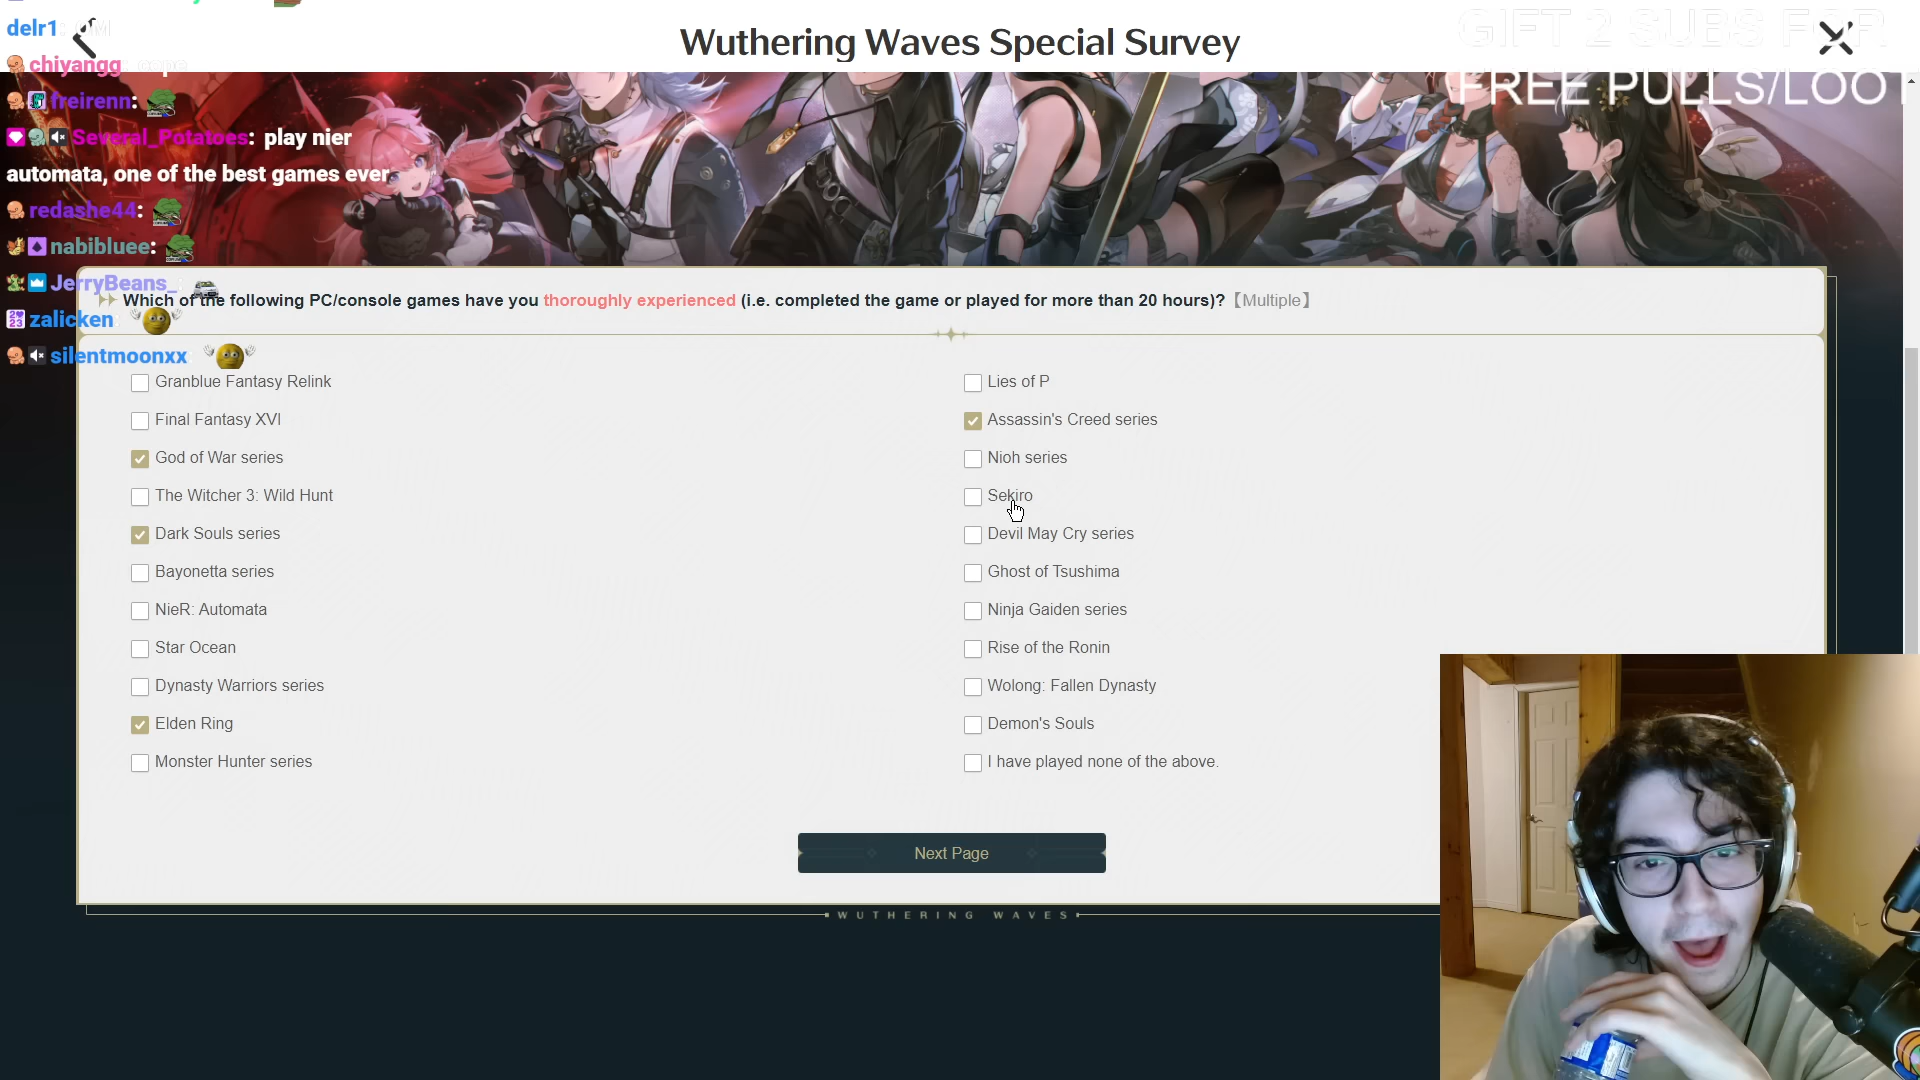 Wuthering Waves Special Survey
GIFT 2 SUBS FOR
FREE PULLS/LOOT
delr1:
chiyangg: cope
freirenn:
Several_Potatoes: play nier
automata, one of the best games ever
redashe44:
nabibluee:
JerryBeans_:
zalicken:
silentmoonxx
Which of the following PC/console games have you thoroughly experienced (i.e. completed the game or played for more than 20 hours)?【Multiple】
Granblue Fantasy Relink
Lies of P
Final Fantasy XVI
Assassin's Creed series
God of War series
Nioh series
The Witcher 3: Wild Hunt
Sekiro
Dark Souls series
Devil May Cry series
Bayonetta series
Ghost of Tsushima
NieR: Automata
Ninja Gaiden series
Star Ocean
Rise of the Ronin
Dynasty Warriors series
Wolong: Fallen Dynasty
Elden Ring
Demon's Souls
Monster Hunter series
I have played none of the above.
Next Page
WUTHERING WAVES